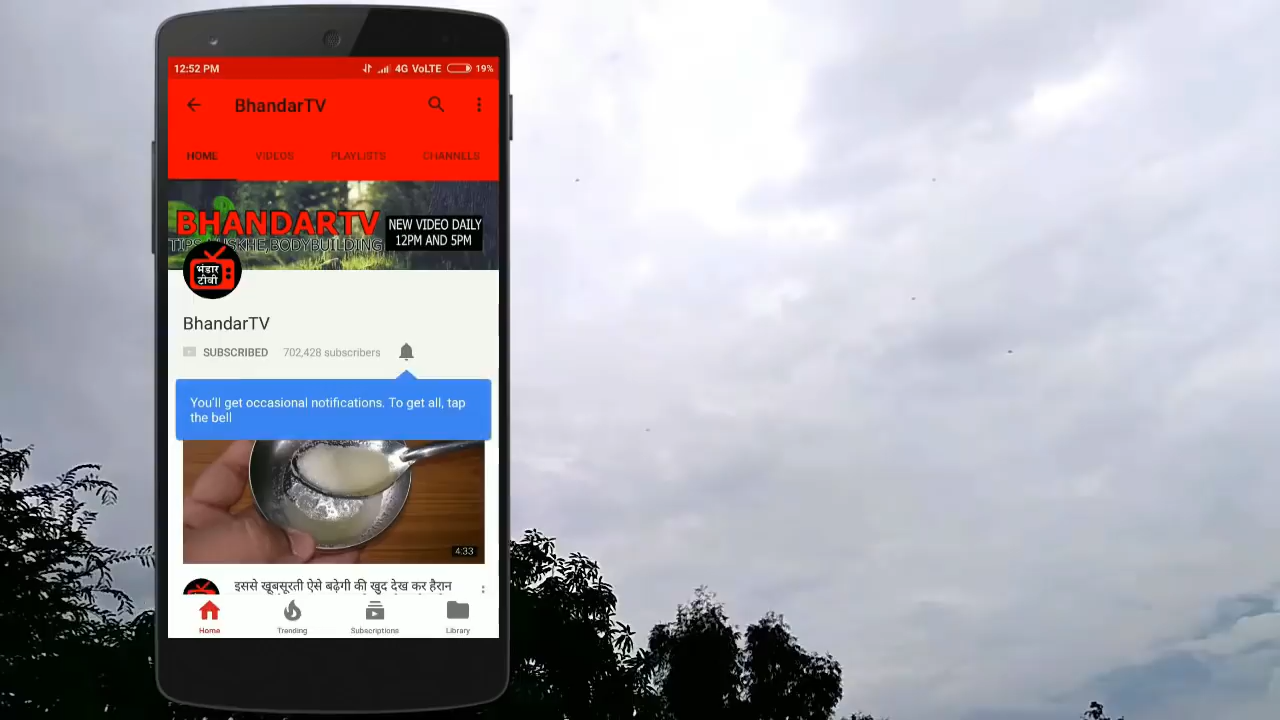 12:52 PM
4G VoLTE
19%
BhandarTV
HOME VIDEOS PLAYLISTS CHANNELS
BHANDARTV
NEW VIDEO DAILY
12PM AND 5PM
TIPS, NUSKHE,BODYBUILDING
भंडार
टीवी
BhandarTV
SUBSCRIBED 702,428 subscribers
You'll get occasional notifications. To get all, tap
the bell
4:33
इससे खूबसूरती ऐसे बढ़ेगी की खुद देख कर हैरान
Home Trending Subscriptions Library